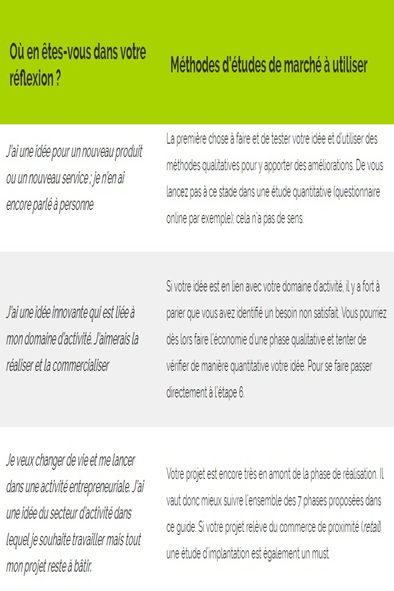 Où en êtes-vous dans votre
réflexion ?
Méthodes d'études de marché à utiliser
J'ai une idée pour un nouveau produit
ou un nouveau service ; je n'en ai
encore parlé à personne
La première chose à faire et de tester votre idée et d'utiliser des
méthodes qualitatives pour y apporter des améliorations. De vous
lancez pas à ce stade dans une étude quantitative (questionnaire
online par exemple): cela n'a pas de sens.
J'ai une idée innovante qui est liée à
mon domaine d'activité. J'aimerais la
réaliser et la commercialiser
Si votre idée est en lien avec votre domaine d'activité, il y a fort à
parier que vous avez identifié un besoin non satisfait. Vous pourriez
dès lors faire l'économie d'une phase qualitative et tenter de
vérifier de manière quantitative votre idée. Pour se faire passer
directement à l'étape 6.
Je veux changer de vie et me lancer
dans une activité entrepreneuriale. J'ai
une idée du secteur d'activité dans
lequel je souhaite travailler mais tout
mon projet reste à bâtir.
Votre projet est encore très en amont de la phase de réalisation. Il
vaut donc mieux suivre l'ensemble des 7 phases proposées dans
ce guide. Si votre projet relève du commerce de proximité (retail)
une étude d'implantation est également un must.